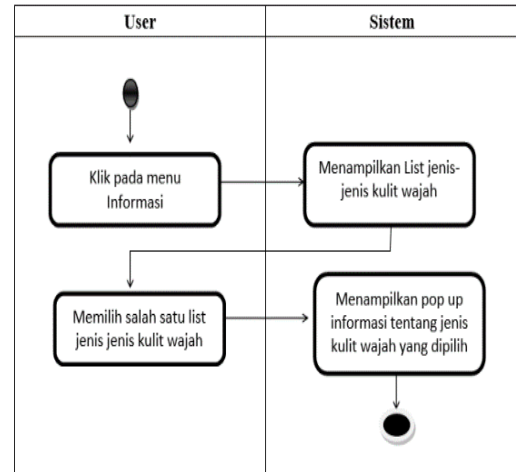 User
Sistem
Klik pada menu
Informasi
Menampilkan List jenis-
jenis kulit wajah
Memilih salah satu list
jenis jenis kulit wajah
Menampilkan pop up
informasi tentang jenis
kulit wajah yang dipilih